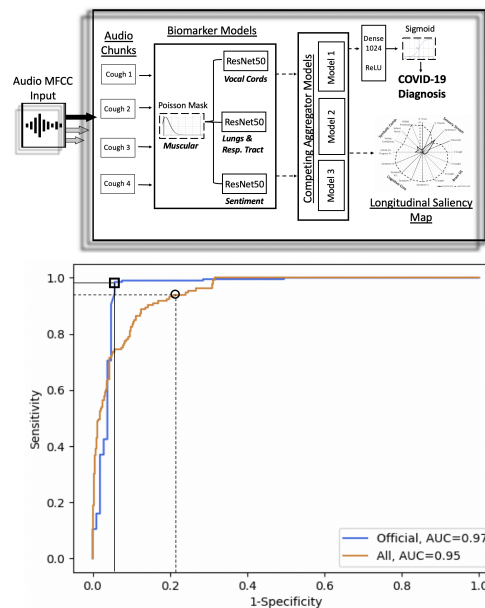 Biomarker Models
Audio
Chunks
Audio MFCC
Input
Cough 1
Cough 2
Cough 3
Cough 4
Poisson Mask
Muscular
ResNet50
Vocal Cords
ResNet50
Lungs &
Resp. Tract
ResNet50
Sentiment
Competing Aggregator Models
Model 1
Model 2
Model 3
Dense
1024
ReLU
Sigmoid
COVID-19
Diagnosis
Longitudinal Saliency
Map
Sensitivity
1.0
0.8
0.6
0.4
0.2
0.0
0.0
0.2
0.4
0.6
0.8
1.0
1-Specificity
Official, AUC=0.97
All, AUC=0.95